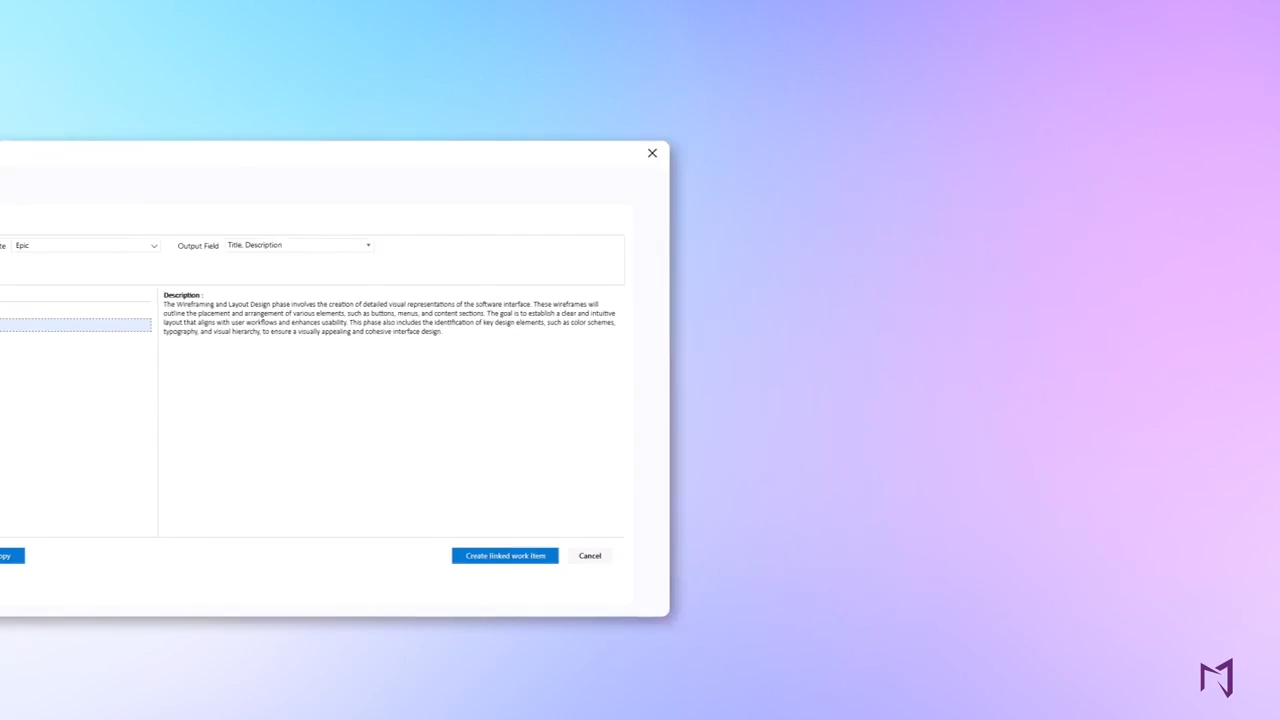 Epic
Output Field
Title, Description
Description :
The Wireframing and Layout Design phase involves the creation of detailed visual representations of the software interface. These wireframes will
outline the placement and arrangement of various elements, such as buttons, menus, and content sections. The goal is to establish a clear and intuitive
layout that aligns with user workflows and enhances usability. This phase also includes the identification of key design elements, such as color schemes,
typography, and visual hierarchy, to ensure a visually appealing and cohesive interface design.
Create linked work item
Cancel